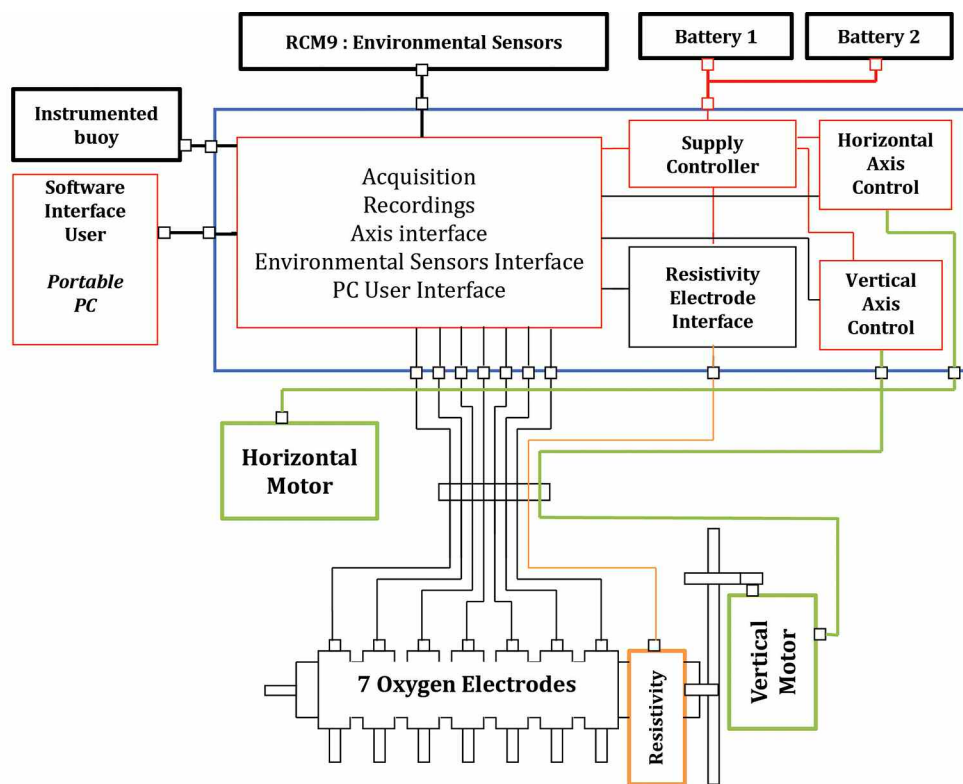 RCM9 : Environmental Sensors
Battery 1
Battery 2
Instrumented
buoy
Software
Interface
User
Portable
PC
Acquisition
Recordings
Axis interface
Environmental Sensors Interface
PC User Interface
Supply
Controller
Horizontal
Axis
Control
Resistivity
Electrode
Interface
Vertical
Axis
Control
Horizontal
Motor
7 Oxygen Electrodes
Resistivity
Vertical
Motor